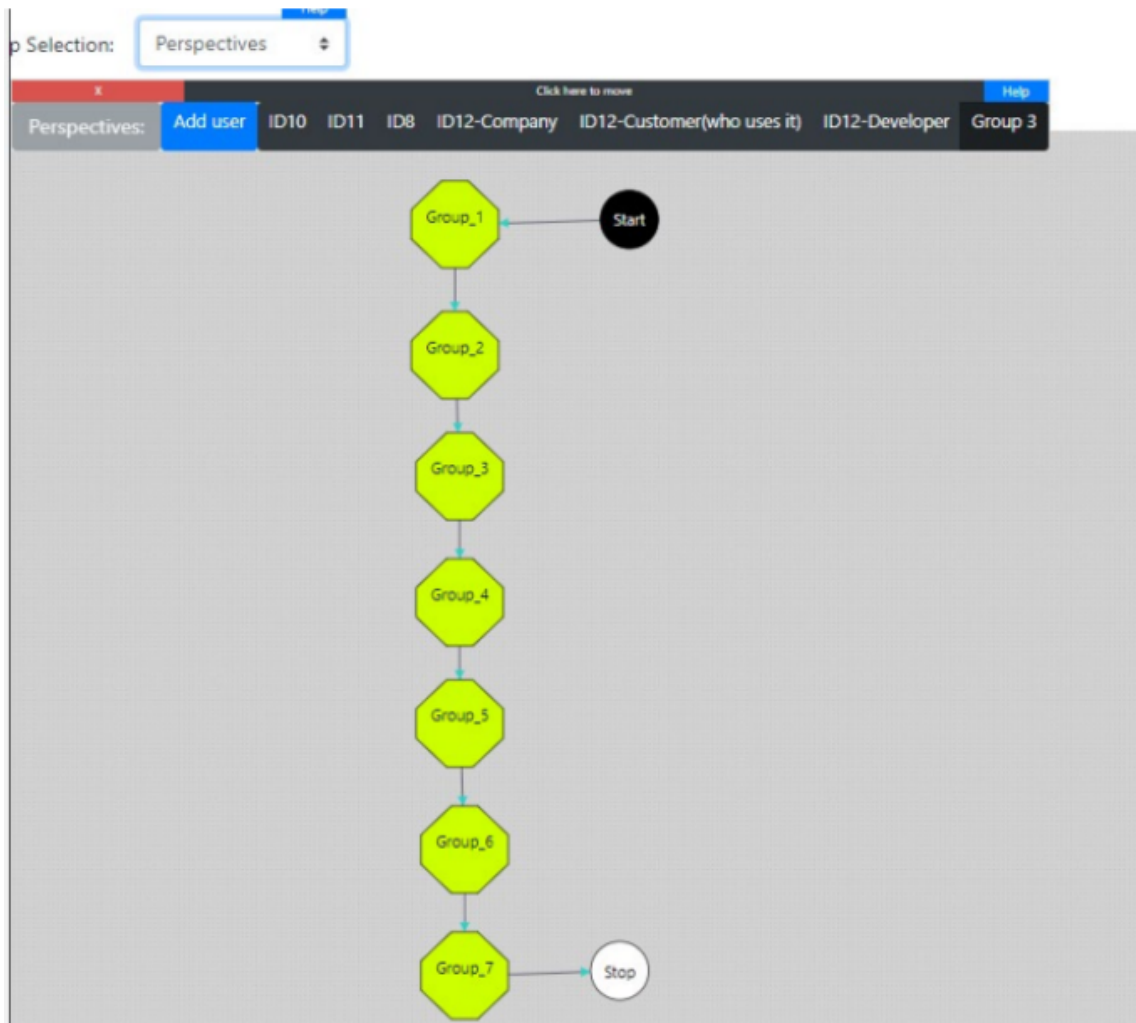 Help
p Selection: Perspectives
X Click here to move Help
Perspectives: Add user ID10 ID11 ID8 ID12-Company ID12-Customer(who uses it) ID12-Developer Group 3
Group_1 Start
Group_2
Group_3
Group_4
Group_5
Group_6
Group_7 Stop